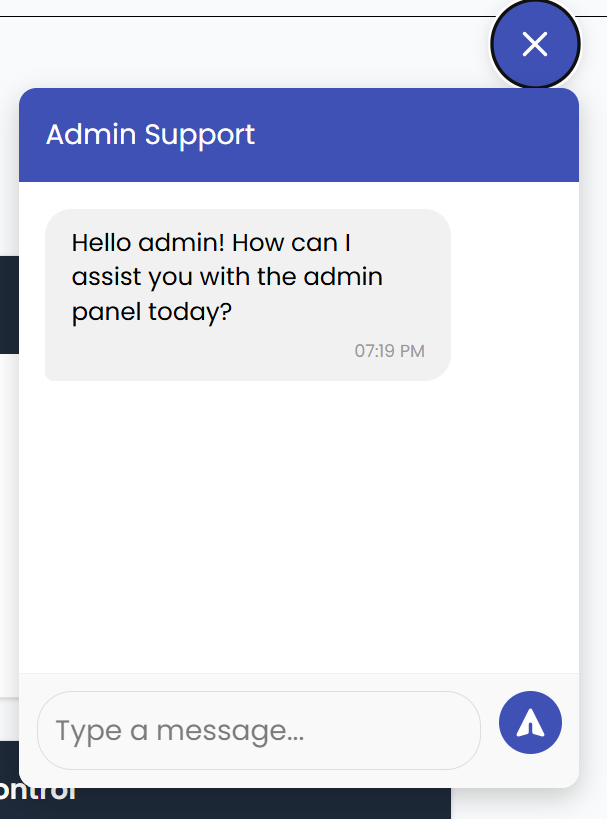 Admin Support
Hello admin! How can I
assist you with the admin
panel today?
07:19 PM
Type a message...
ontrol